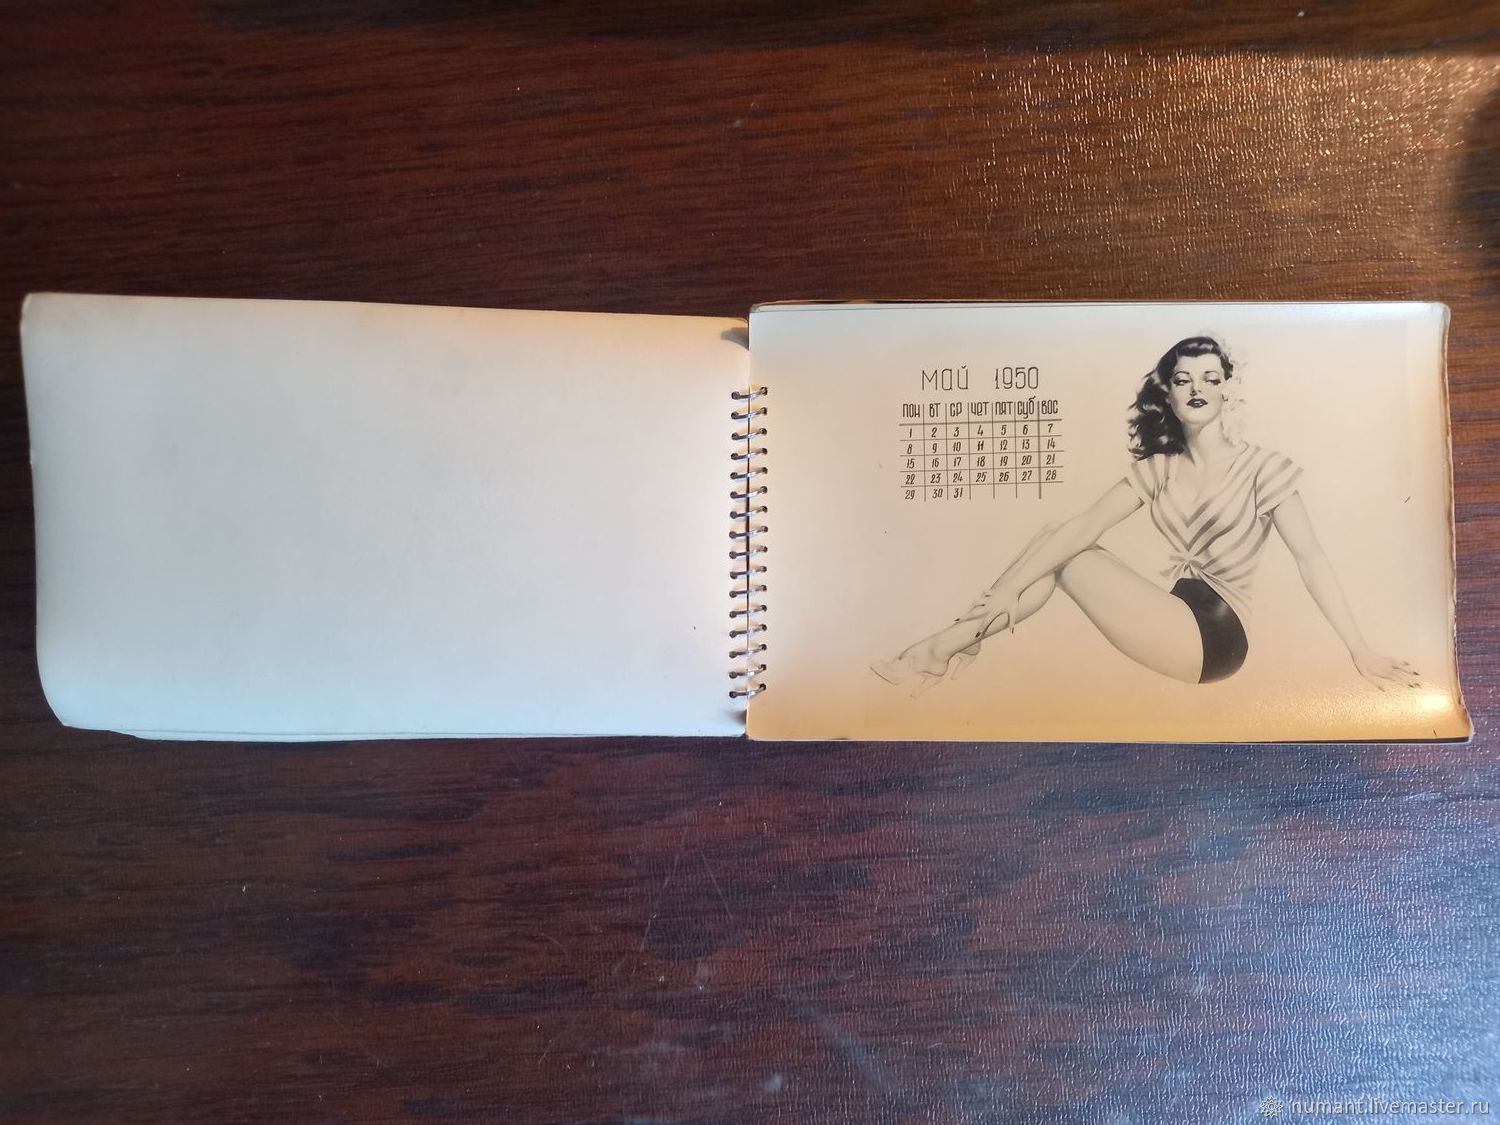 МАЙ 1950
ПОН ВТ СР ЧЕТ ПЯТ СУБ ВОС
1 2 3 4 5 6 7
8 9 10 11 12 13 14
15 16 17 18 19 20 21
22 23 24 25 26 27 28
29 30 31
numant.livemaster.ru